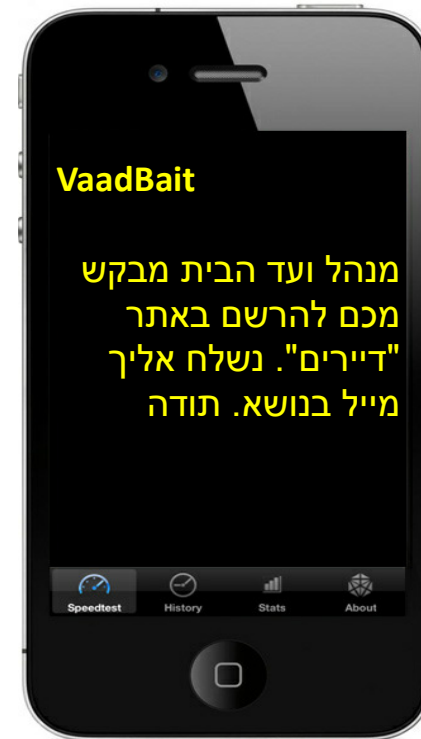 VaadBait
מנהל ועד הבית מבקש
מכם להרשם באתר
"דיירים". נשלח אליך
מייל בנושא. תודה
Speedtest
History
Stats
About